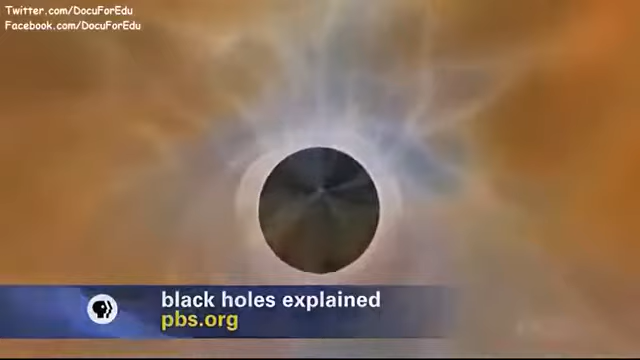 Twitter.com/DocuForEdu
Facebook.com/DocuForEdu
black holes explained
pbs.org